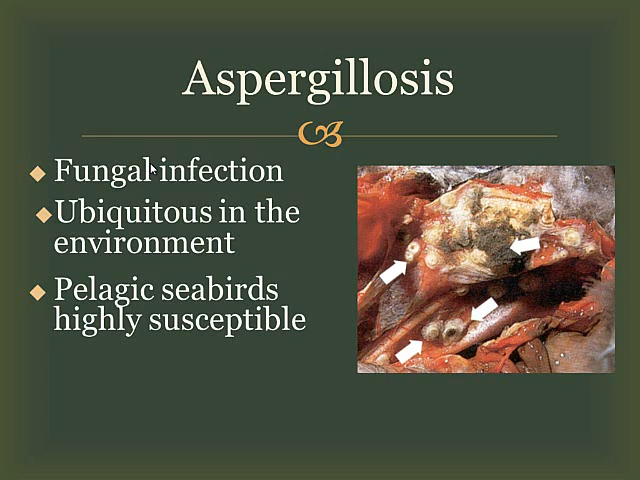 Aspergillosis
Fungal infection
Ubiquitous in the
environment
Pelagic seabirds
highly susceptible